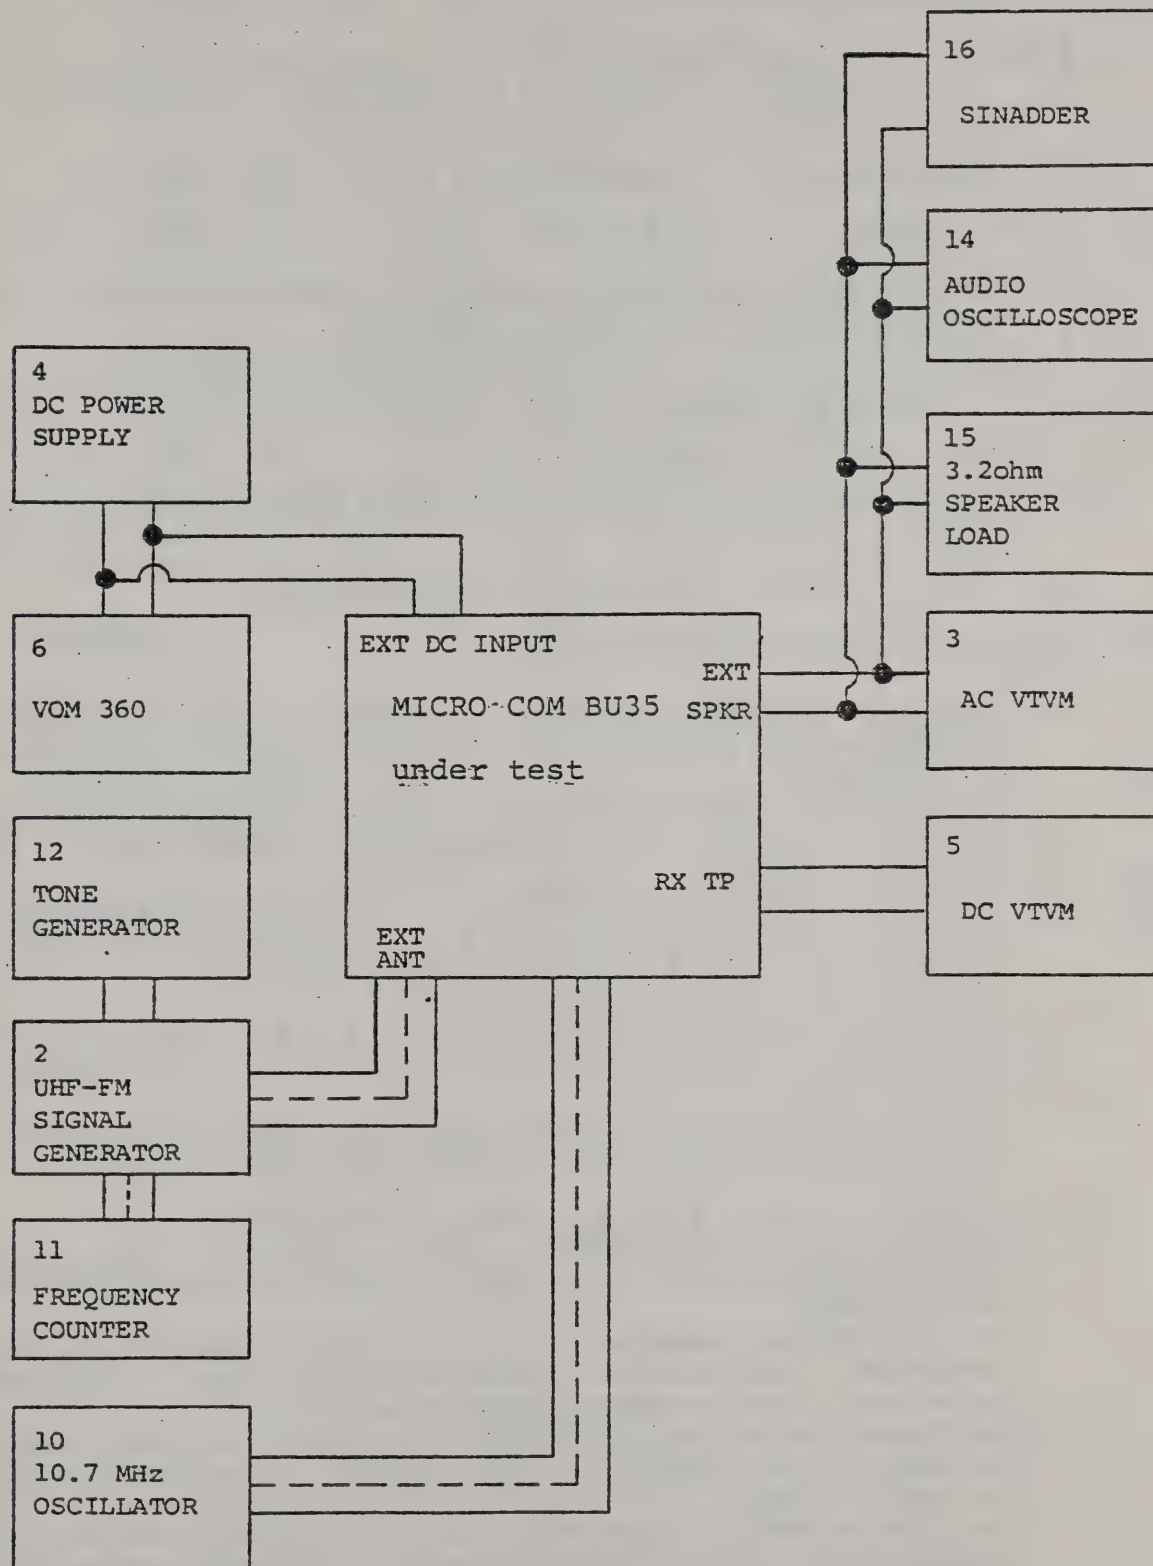 16
SINADDER
14
AUDIO
OSCILLOSCOPE
15
3.2ohm
SPEAKER
LOAD
4
DC POWER
SUPPLY
6
VOM 360
EXT DC INPUT
MICRO-COM BU35
under test
EXT
SPKR
RX TP
EXT
ANT
3
AC VTVM
5
DC VTVM
12
TONE
GENERATOR
2
UHF-FM
SIGNAL
GENERATOR
11
FREQUENCY
COUNTER
10
10.7 MHz
OSCILLATOR